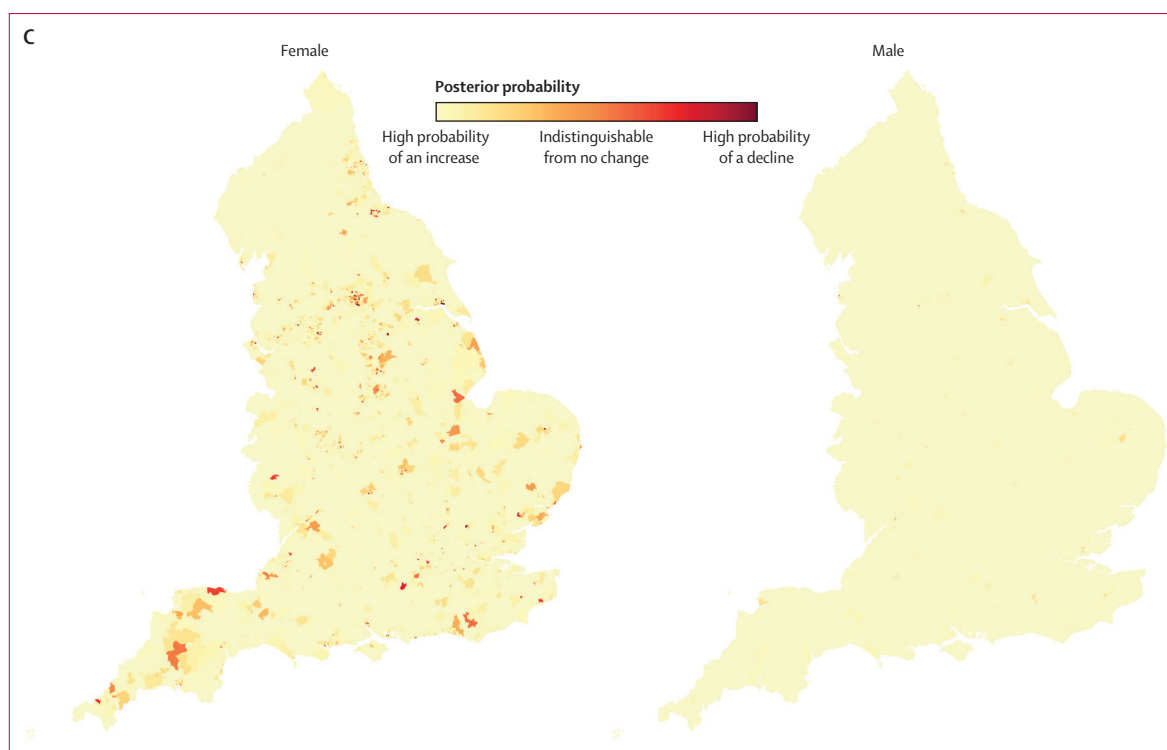 C
Female
Male
Posterior probability
High probability
of an increase
Indistinguishable
from no change
High probability
of a decline